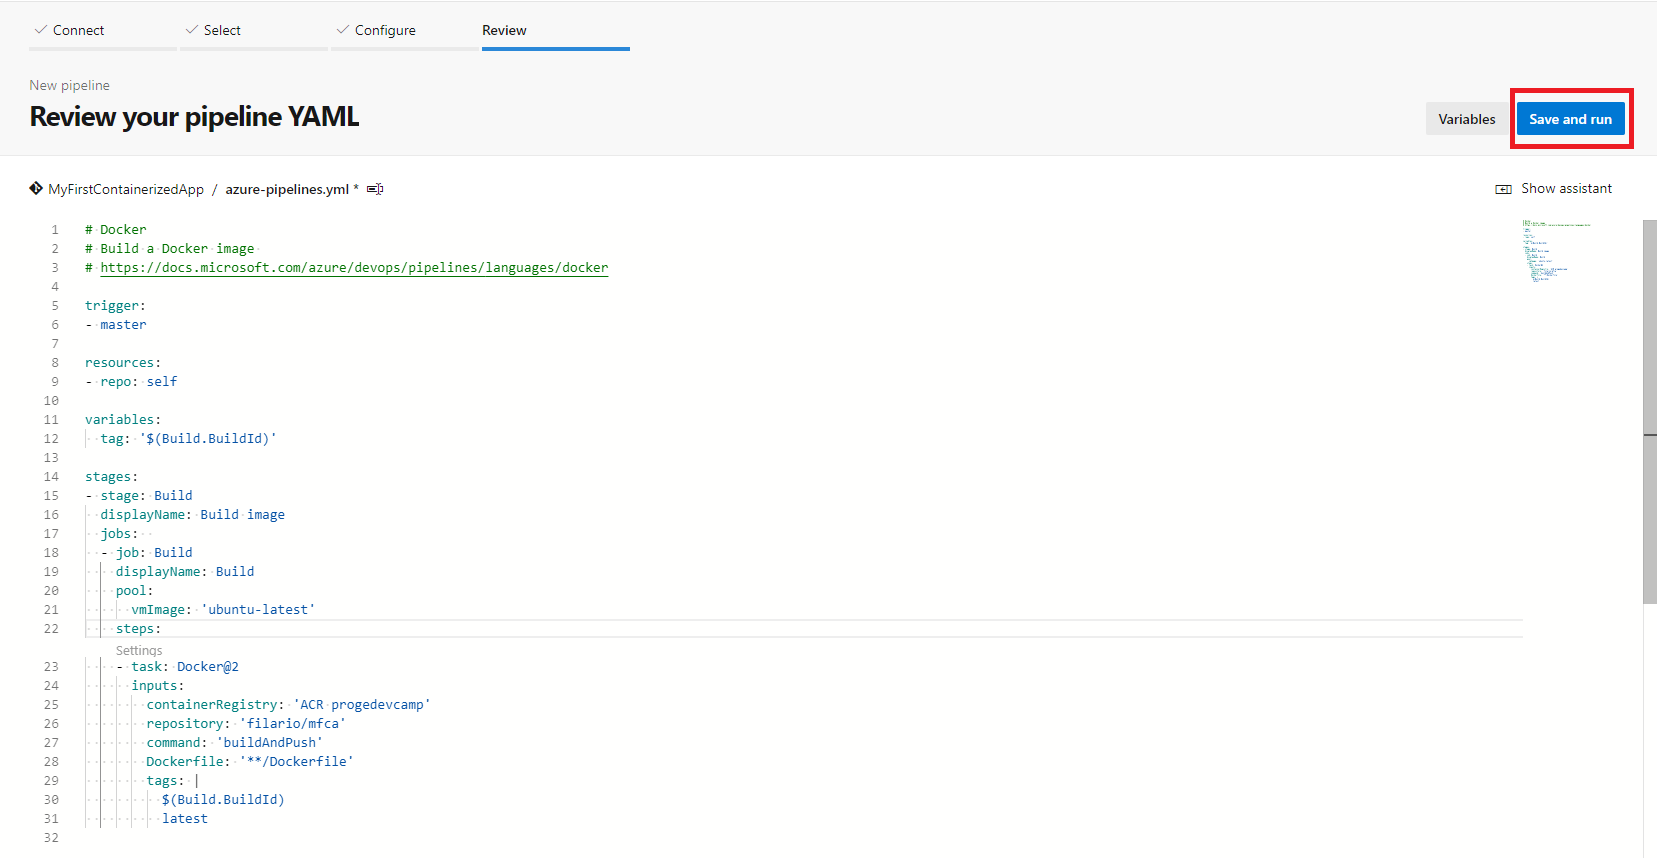 Connect Select Configure Review
New pipeline
Review your pipeline YAML
Variables Save and run
MyFirstContainerizedApp / azure-pipelines.yml *
Show assistant
1 # Docker
2 # Build a Docker image
3 # https://docs.microsoft.com/azure/devops/pipelines/languages/docker
4
5 trigger:
6 - master
7
8 resources:
9 - repo: self
10
11 variables:
12   tag: '$(Build.BuildId)'
13
14 stages:
15 - stage: Build
16   displayName: Build image
17   jobs:
18   - job: Build
19     displayName: Build
20     pool:
21       vmImage: 'ubuntu-latest'
22     steps:
Settings
23     - task: Docker@2
24       inputs:
25         containerRegistry: 'ACR progedevcamp'
26         repository: 'filario/mfca'
27         command: 'buildAndPush'
28         Dockerfile: '**/Dockerfile'
29         tags: |
30           $(Build.BuildId)
31           latest
32